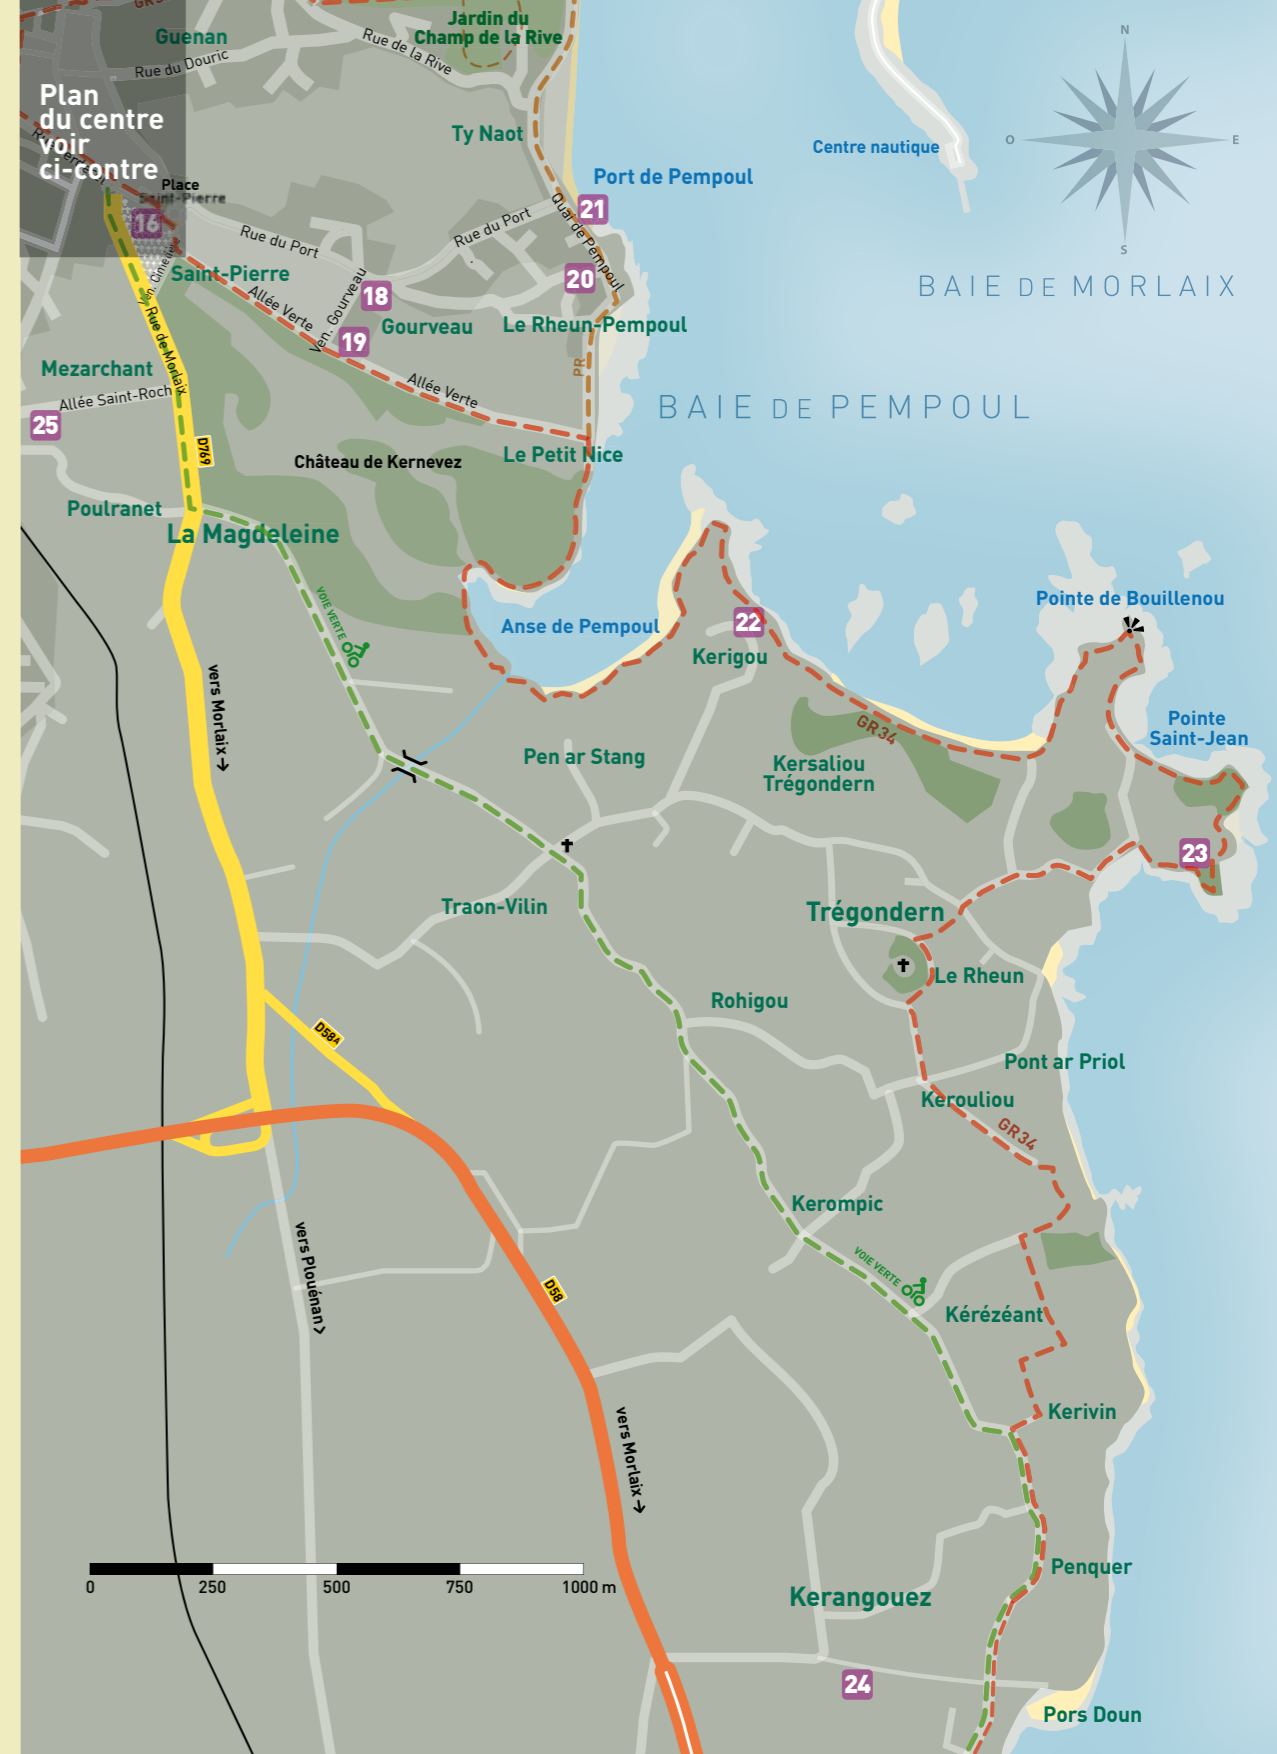 Jardin du
Champ de la Rive
Guenan
Rue du Douric
Rue de la Rive
Plan
du centre
voir
ci-contre
Ty Naot
Centre nautique
N
O
E
S
Port de Pempoul
Place
Saint-Pierre
16
21
Quai de Pempoul
Rue du Port
Rue du Port
Saint-Pierre
20
18
Allée Verte
Ven. Gourveau
Gourveau
Le Rheun-Pempoul
19
BAIE DE MORLAIX
Rue de Morlaix
Mezarchant
Allée Saint-Roch
25
PR
Allée Verte
BAIE DE PEMPOUL
D769
Château de Kernevez
Le Petit Nice
Poulranet
La Magdeleine
VOIE VERTE
Anse de Pempoul
22
Kerigou
Pointe de Bouillenou
vers Morlaix
GR34
Pointe
Saint-Jean
Pen ar Stang
Kersaliou
Trégondern
23
Traon-Vilin
Trégondern
Le Rheun
Rohigou
D58A
Pont ar Priol
Kerouliou
GR34
Kerompic
vers Plouénan
VOIE VERTE
D58
Kérézéant
Kerivin
vers Morlaix
Penquer
0 250 500 750 1000 m
Kerangouez
24
Pors Doun